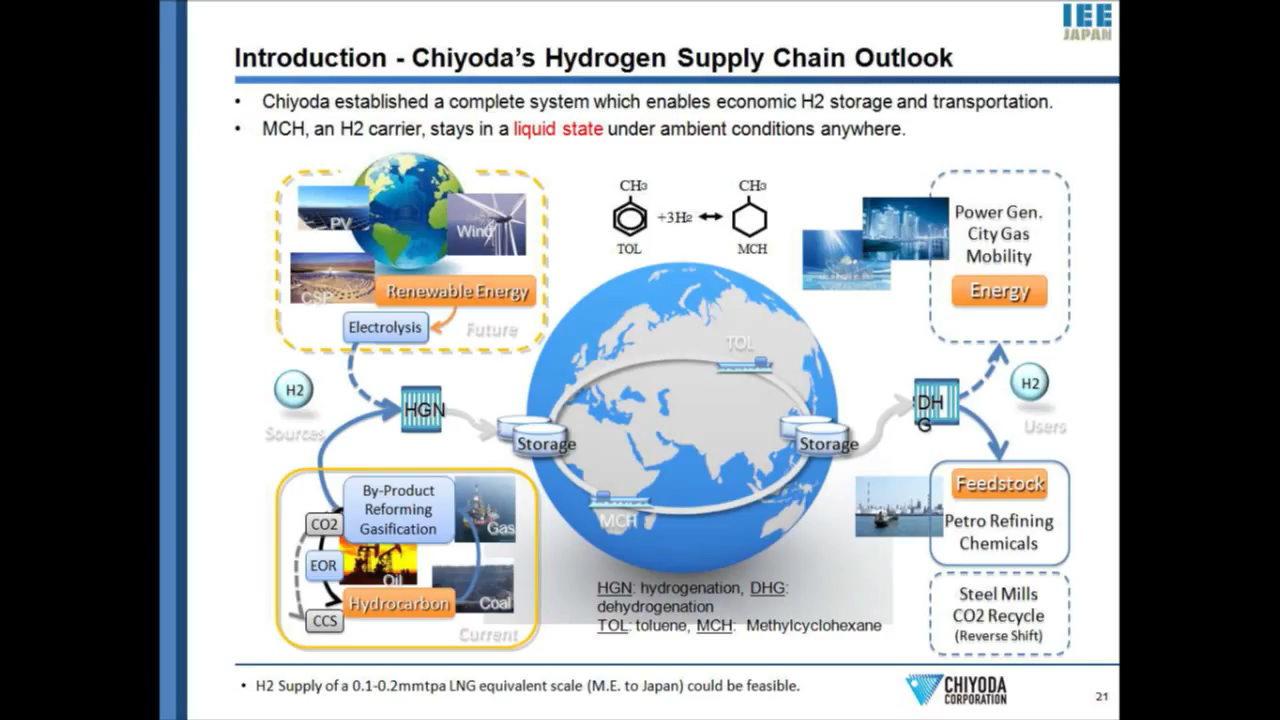 IEE
JAPAN
Introduction - Chiyoda's Hydrogen Supply Chain Outlook
• Chiyoda established a complete system which enables economic H2 storage and transportation.
• MCH, an H2 carrier, stays in a liquid state under ambient conditions anywhere.
PV
Wind
CSP
Renewable Energy
Electrolysis
Future
CH3
CH3
+3H2
TOL
MCH
Power Gen.
City Gas
Mobility
Energy
H2
Sources
HGN
Storage
TOL
MCH
Storage
DH
G
H2
Users
By-Product
Reforming
Gasification
CO2
EOR
CCS
Gas
Oil
Coal
Hydrocarbon
Current
Feedstock
Petro Refining
Chemicals
Steel Mills
CO2 Recycle
(Reverse Shift)
HGN: hydrogenation, DHG:
dehydrogenation
TOL: toluene, MCH: Methylcyclohexane
• H2 Supply of a 0.1-0.2mmtpa LNG equivalent scale (M.E. to Japan) could be feasible.
CHIYODA
CORPORATION
21